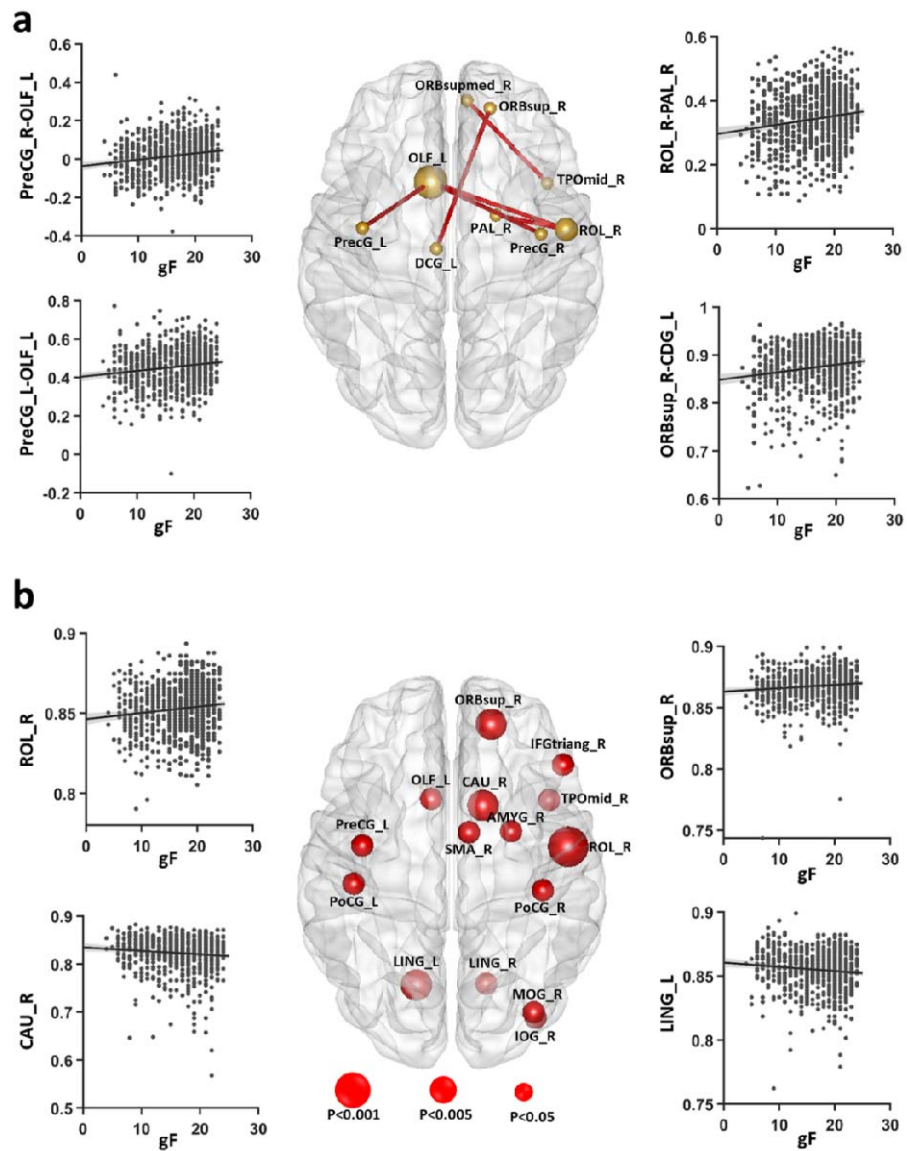 a
PreCG_R-OLF_L
0.6
0.4
0.2
0
-0.2
-0.4
0
10
20
30
gF
PreCG_L-OLF_L
0.8
0.6
0.4
0.2
0
-0.2
0
10
20
30
gF
ORBsupmed_R
ORBsup_R
OLF_L
TPOmid_R
PrecG_L
DCG_L
PAL_R
PrecG_R
ROL_R
ROL_R-PAL_R
0.6
0.4
0.2
0
0
10
20
30
gF
ORBsup_R-CDG_L
1
0.9
0.8
0.7
0.6
0
10
20
30
gF
b
ROL_R
0.9
0.85
0.8
0
10
20
30
gF
CAU_R
0.9
0.8
0.7
0.6
0.5
0
10
20
30
gF
ORBsup_R
IFGtriang_R
OLF_L
CAU_R
TPOmid_R
AMYG_R
PreCG_L
SMA_R
ROL_R
PoCG_L
PoCG_R
LING_L
LING_R
MOG_R
IOG_R
P<0.001
P<0.005
P<0.05
ORBsup_R
0.9
0.85
0.8
0.75
0
10
20
30
gF
LING_L
0.9
0.85
0.8
0.75
0
10
20
30
gF